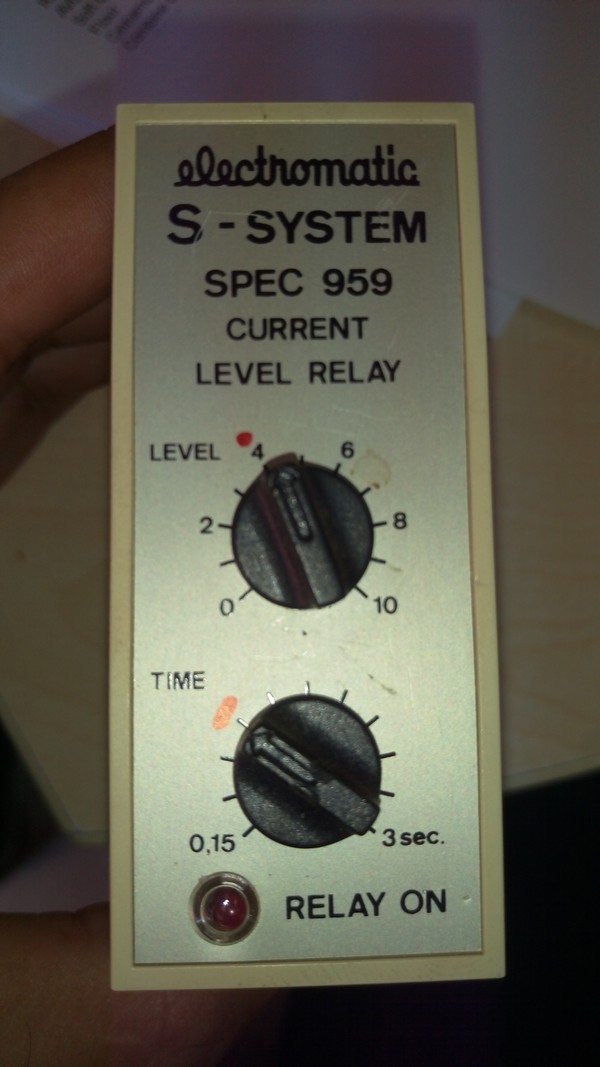 electromatic
S-SYSTEM
SPEC 959
CURRENT
LEVEL RELAY
LEVEL
4
6
2
8
0
10
TIME
0,15
3 sec.
RELAY ON